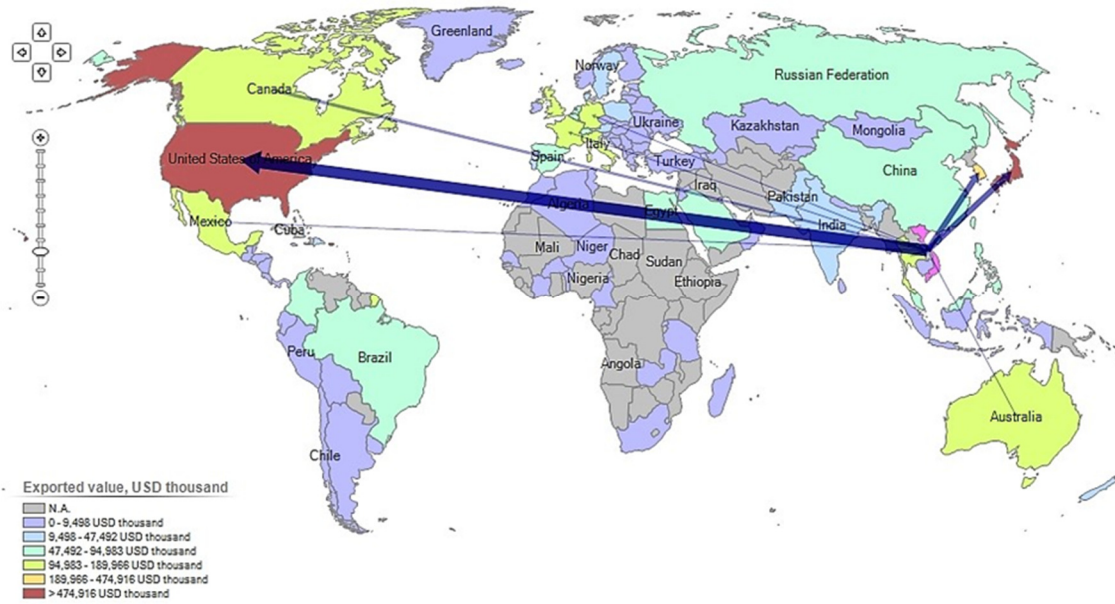 Greenland
Norway
Russian Federation
Canada
Ukraine
Kazakhstan
Mongolia
Italy
Spain
Turkey
United States of America
China
Iraq
Pakistan
Algeria
Egypt
Mexico
Cuba
India
Mali
Niger
Chad
Sudan
Nigeria
Ethiopia
Peru
Brazil
Angola
Australia
Chile
Exported value, USD thousand
N.A.
0 - 9,498 USD thousand
9,498 - 47,492 USD thousand
47,492 - 94,983 USD thousand
94,983 - 189,966 USD thousand
189,966 - 474,916 USD thousand
> 474,916 USD thousand